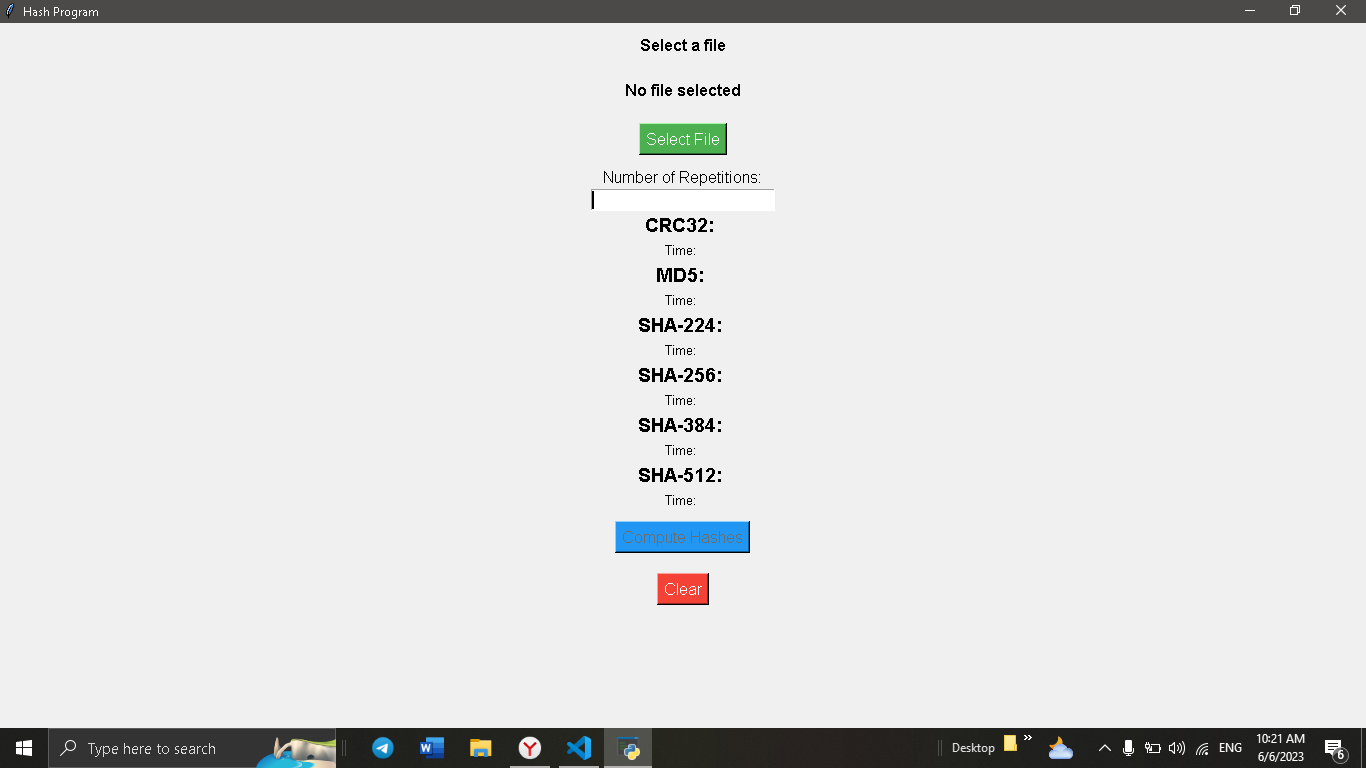 Hash Program
Select a file
No file selected
Select File
Number of Repetitions:
CRC32:
Time:
MD5:
Time:
SHA-224:
Time:
SHA-256:
Time:
SHA-384:
Time:
SHA-512:
Time:
Compute Hashes
Clear
Type here to search
Desktop
»
ENG
10:21 AM
6/6/2023
6